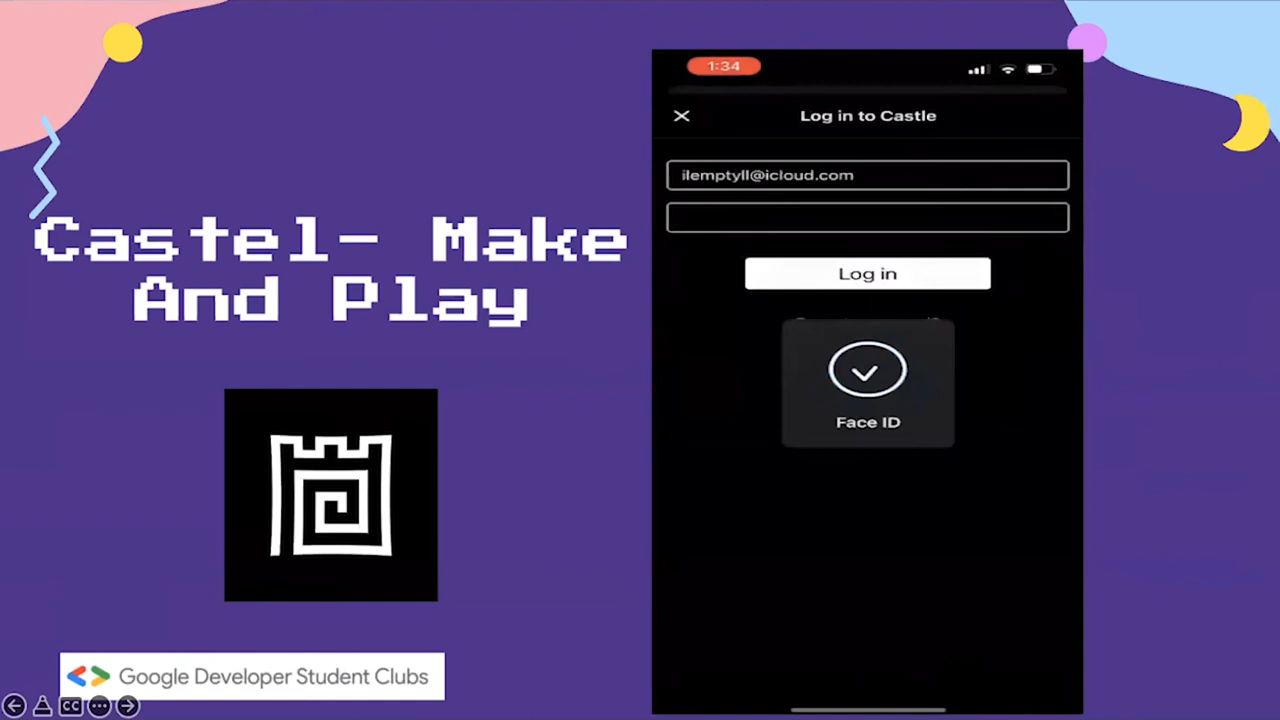 Castel- Make
And Play
Google Developer Student Clubs
CC
1:34
Log in to Castle
ilemptyll@icloud.com
Log in
Face ID